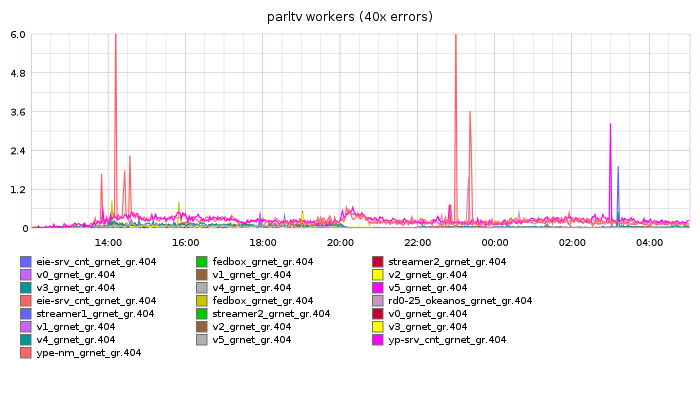 parltv workers (40x errors)
6.0
4.8
3.6
2.4
1.2
0
14:00 16:00 18:00 20:00 22:00 00:00 02:00 04:00
eie-srv_cnt_grnet_gr.404 fedbox_grnet_gr.404 streamer2_grnet_gr.404
v0_grnet_gr.404 v1_grnet_gr.404 v2_grnet_gr.404
v3_grnet_gr.404 v4_grnet_gr.404 v5_grnet_gr.404
eie-srv_cnt_grnet_gr.404 fedbox_grnet_gr.404 rd0-25_okeanos_grnet_gr.404
streamer1_grnet_gr.404 streamer2_grnet_gr.404 v0_grnet_gr.404
v1_grnet_gr.404 v2_grnet_gr.404 v3_grnet_gr.404
v4_grnet_gr.404 v5_grnet_gr.404 yp-srv_cnt_grnet_gr.404
ype-nm_grnet_gr.404